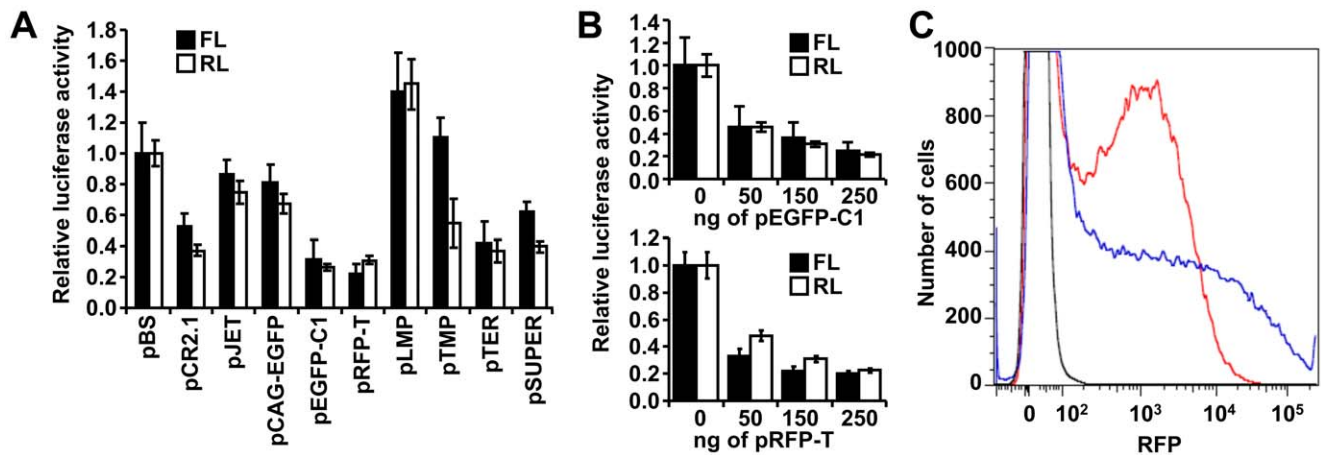 A
Relative luciferase activity
1.8
1.6
1.4
1.2
1.0
0.8
0.6
0.4
0.2
0.0
FL
RL
pBS
pCR2.1
pJET
pCAG-EGFP
pEGFP-C1
pRFP-T
pLMP
pTMP
pTER
pSUPER
B
Relative luciferase activity
1.4
1.2
1.0
0.8
0.6
0.4
0.2
0.0
FL
RL
0 50 150 250
ng of pEGFP-C1
1.2
1.0
0.8
0.6
0.4
0.2
0.0
FL
RL
0 50 150 250
ng of pRFP-T
C
Number of cells
1000
800
600
400
200
0
0 10² 10³ 10⁴ 10⁵
RFP